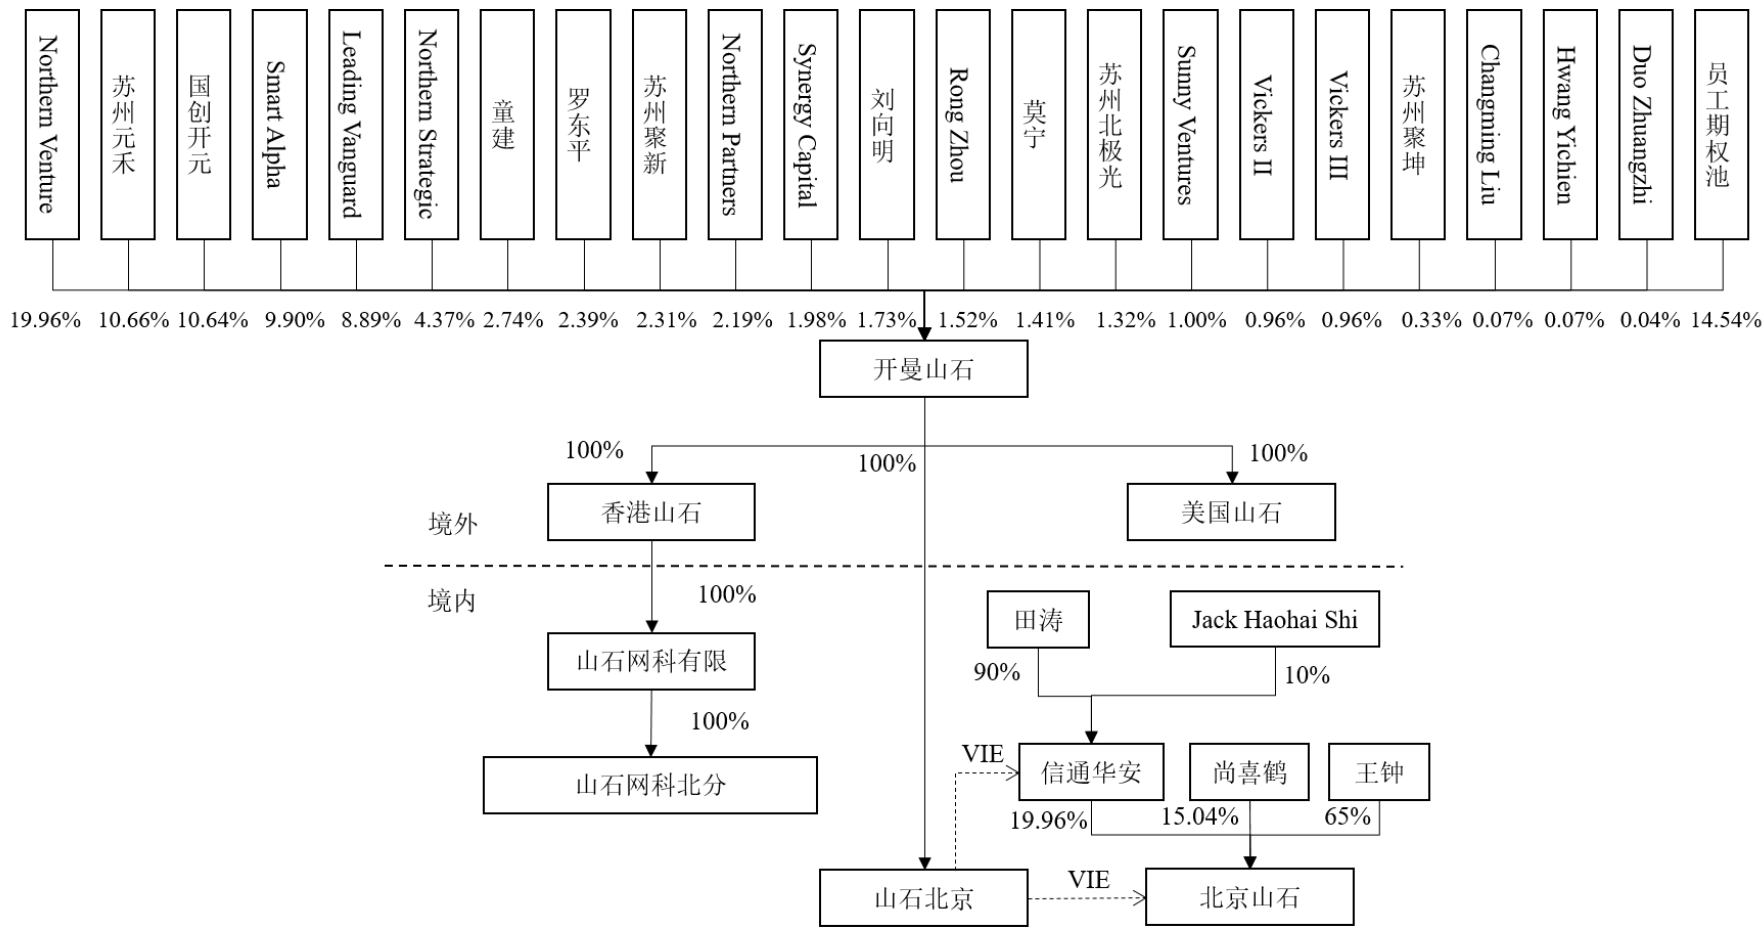 Northern Venture
苏州元禾
国创开元
Smart Alpha
Leading Vanguard
Northern Strategic
童建
罗东平
苏州聚新
Northern Partners
Synergy Capital
刘向明
Rong Zhou
莫宁
苏州北极光
Sunny Ventures
Vickers II
Vickers III
苏州聚坤
Changming Liu
Hwang Yichien
Duo Zhuangzhi
员工期权池
19.96%
10.66%
10.64%
9.90%
8.89%
4.37%
2.74%
2.39%
2.31%
2.19%
1.98%
1.73%
1.52%
1.41%
1.32%
1.00%
0.96%
0.96%
0.33%
0.07%
0.07%
0.04%
14.54%
开曼山石
100%
100%
100%
香港山石
美国山石
境外
境内
100%
田涛
Jack Haohai Shi
山石网科有限
90%
10%
100%
VIE
信通华安
尚喜鹤
王钟
山石网科北分
19.96%
15.04%
65%
山石北京
VIE
北京山石